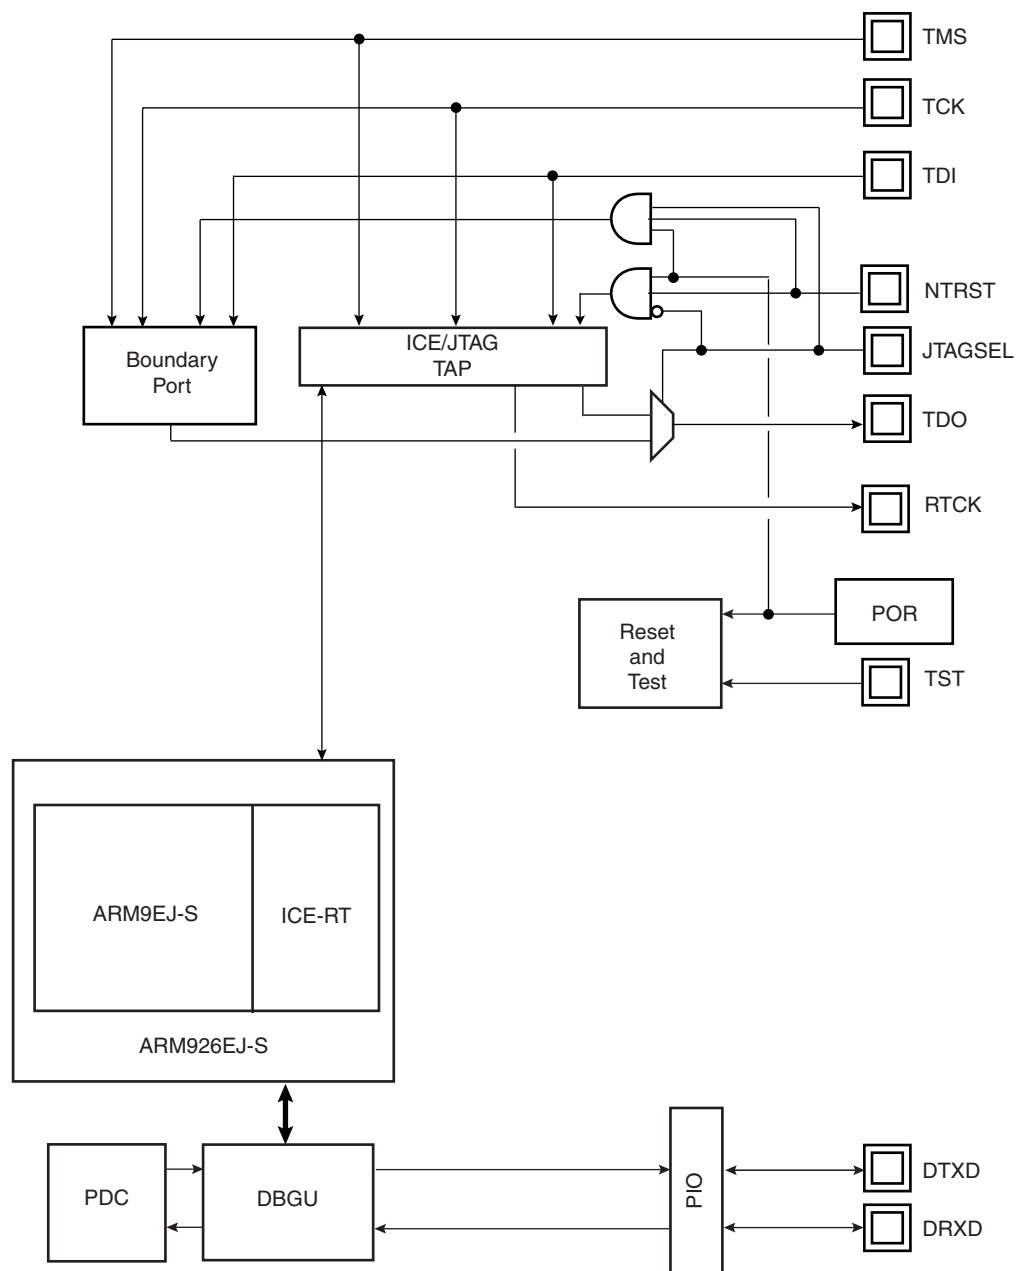 TMS
TCK
TDI
NTRST
Boundary
Port
ICE/JTAG
TAP
JTAGSEL
TDO
RTCK
POR
Reset
and
Test
TST
ARM9EJ-S
ICE-RT
ARM926EJ-S
PDC
DBGU
PIO
DTXD
DRXD